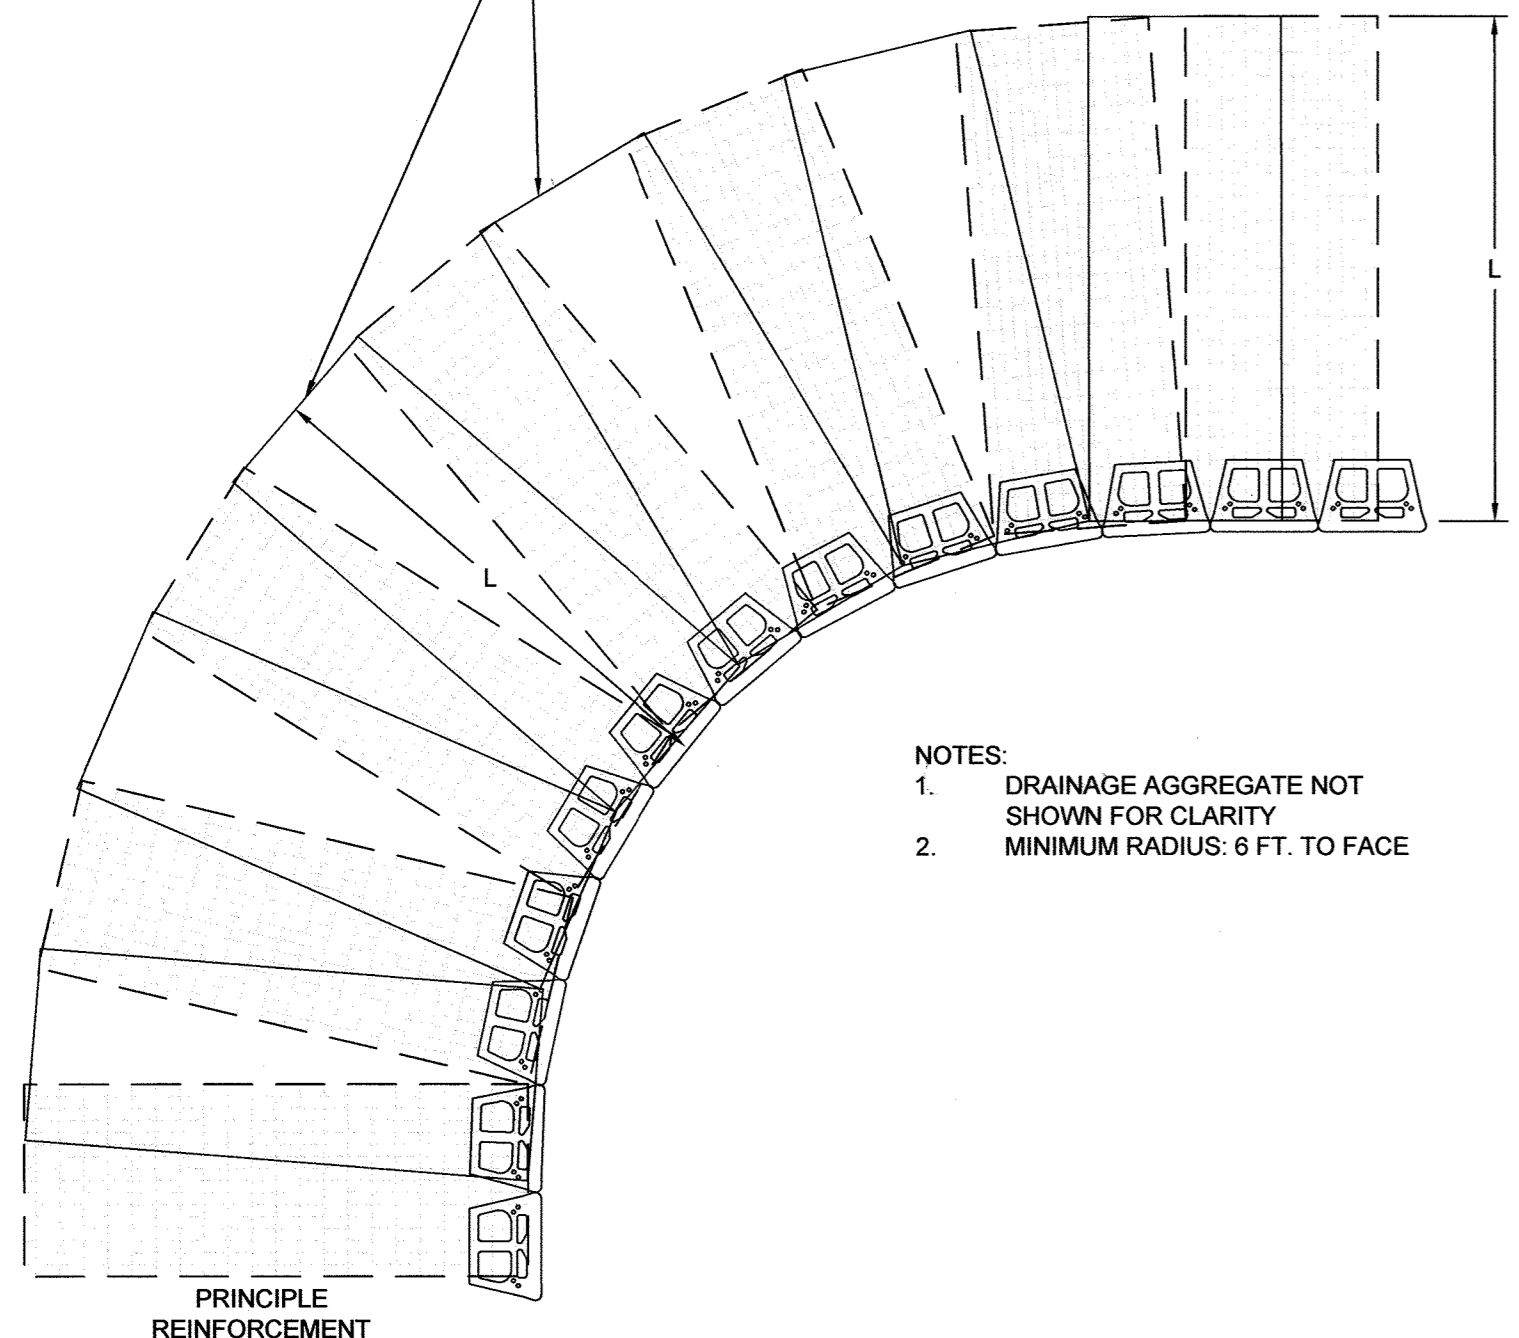 L
L
NOTES:
1. DRAINAGE AGGREGATE NOT
SHOWN FOR CLARITY
2. MINIMUM RADIUS: 6 FT. TO FACE
PRINCIPLE
REINFORCEMENT